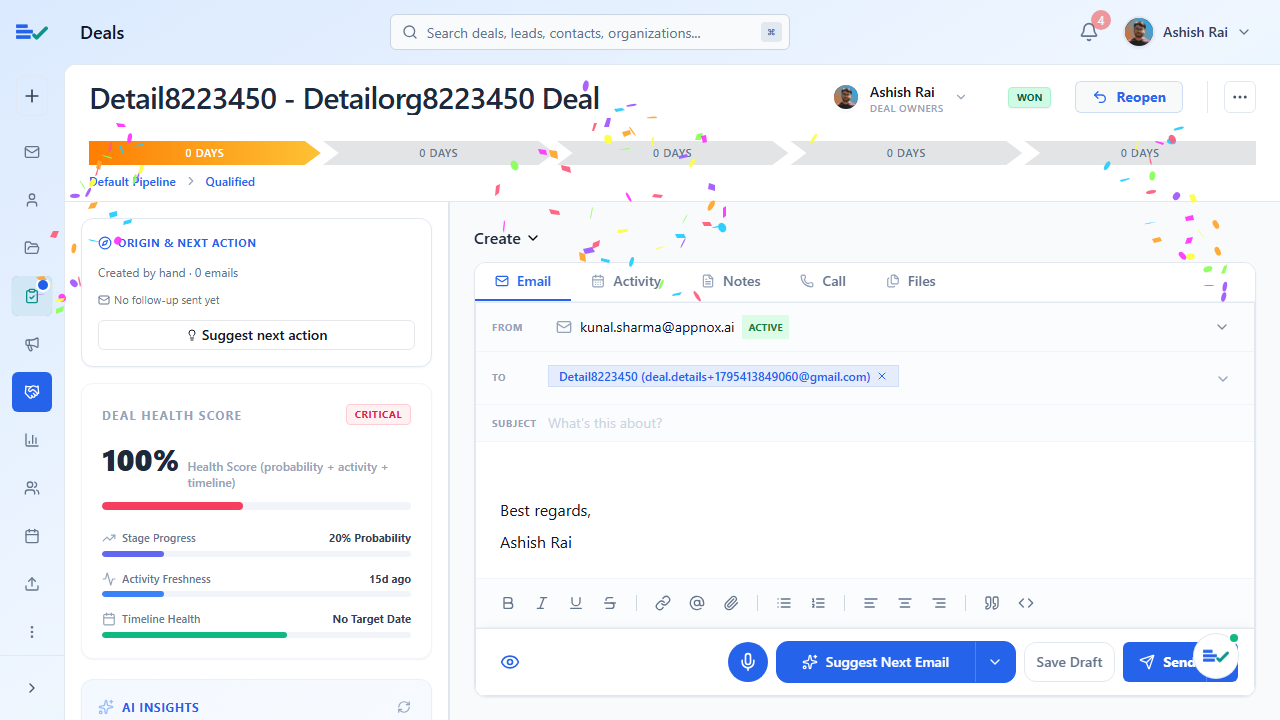 Deals
Search deals, leads, contacts, organizations...
⌘
4
Ashish Rai
Detail8223450 - Detailorg8223450 Deal
Ashish Rai
DEAL OWNERS
WON
Reopen
0 DAYS
0 DAYS
0 DAYS
0 DAYS
0 DAYS
Default Pipeline
Qualified
ORIGIN & NEXT ACTION
Created by hand · 0 emails
No follow-up sent yet
Suggest next action
DEAL HEALTH SCORE
CRITICAL
100%
Health Score (probability + activity +
timeline)
Stage Progress
20% Probability
Activity Freshness
15d ago
Timeline Health
No Target Date
AI INSIGHTS
Create
Email
Activity
Notes
Call
Files
FROM
kunal.sharma@appnox.ai
ACTIVE
TO
Detail8223450 (deal.details+1795413849060@gmail.com)
SUBJECT
What's this about?
Best regards,
Ashish Rai
Suggest Next Email
Save Draft
Send